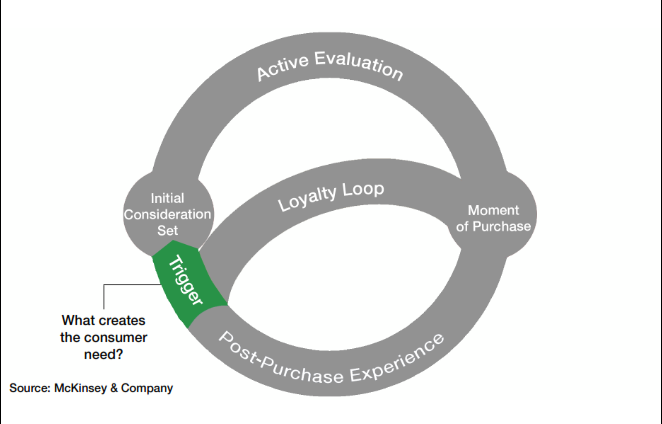 Active Evaluation
Loyalty Loop
Initial
Consideration
Set
Moment
of Purchase
Trigger
What creates
the consumer
need?
Post-Purchase Experience
Source: McKinsey & Company